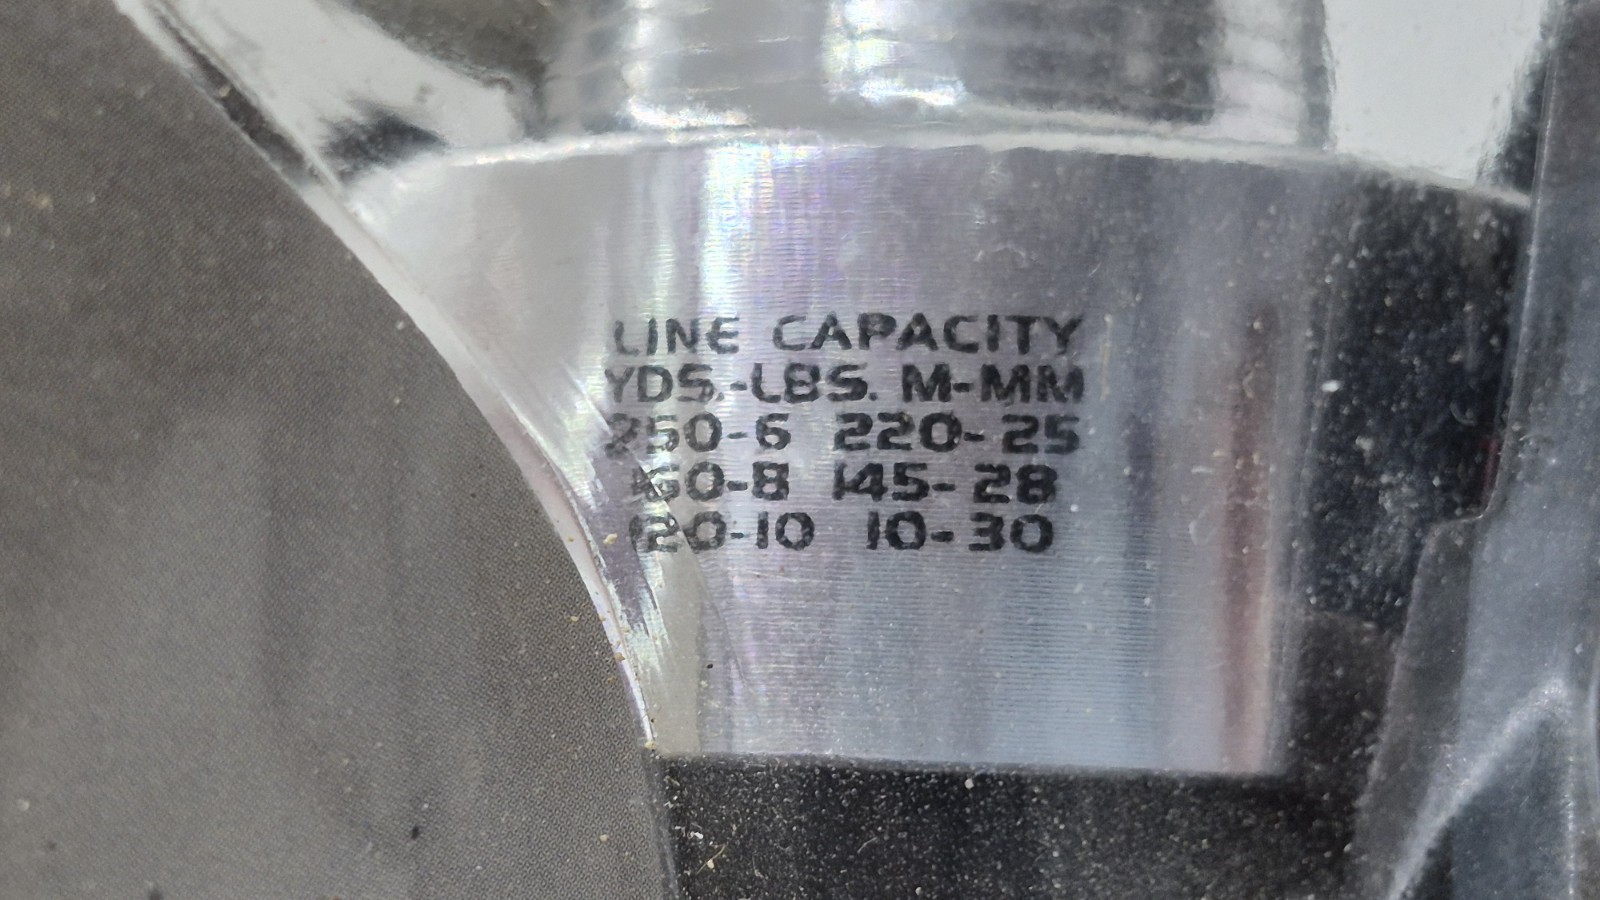 LINE CAPACITY
YDS.-LBS. M-MM
250-6 220-25
160-8 145-28
120-10 10-30